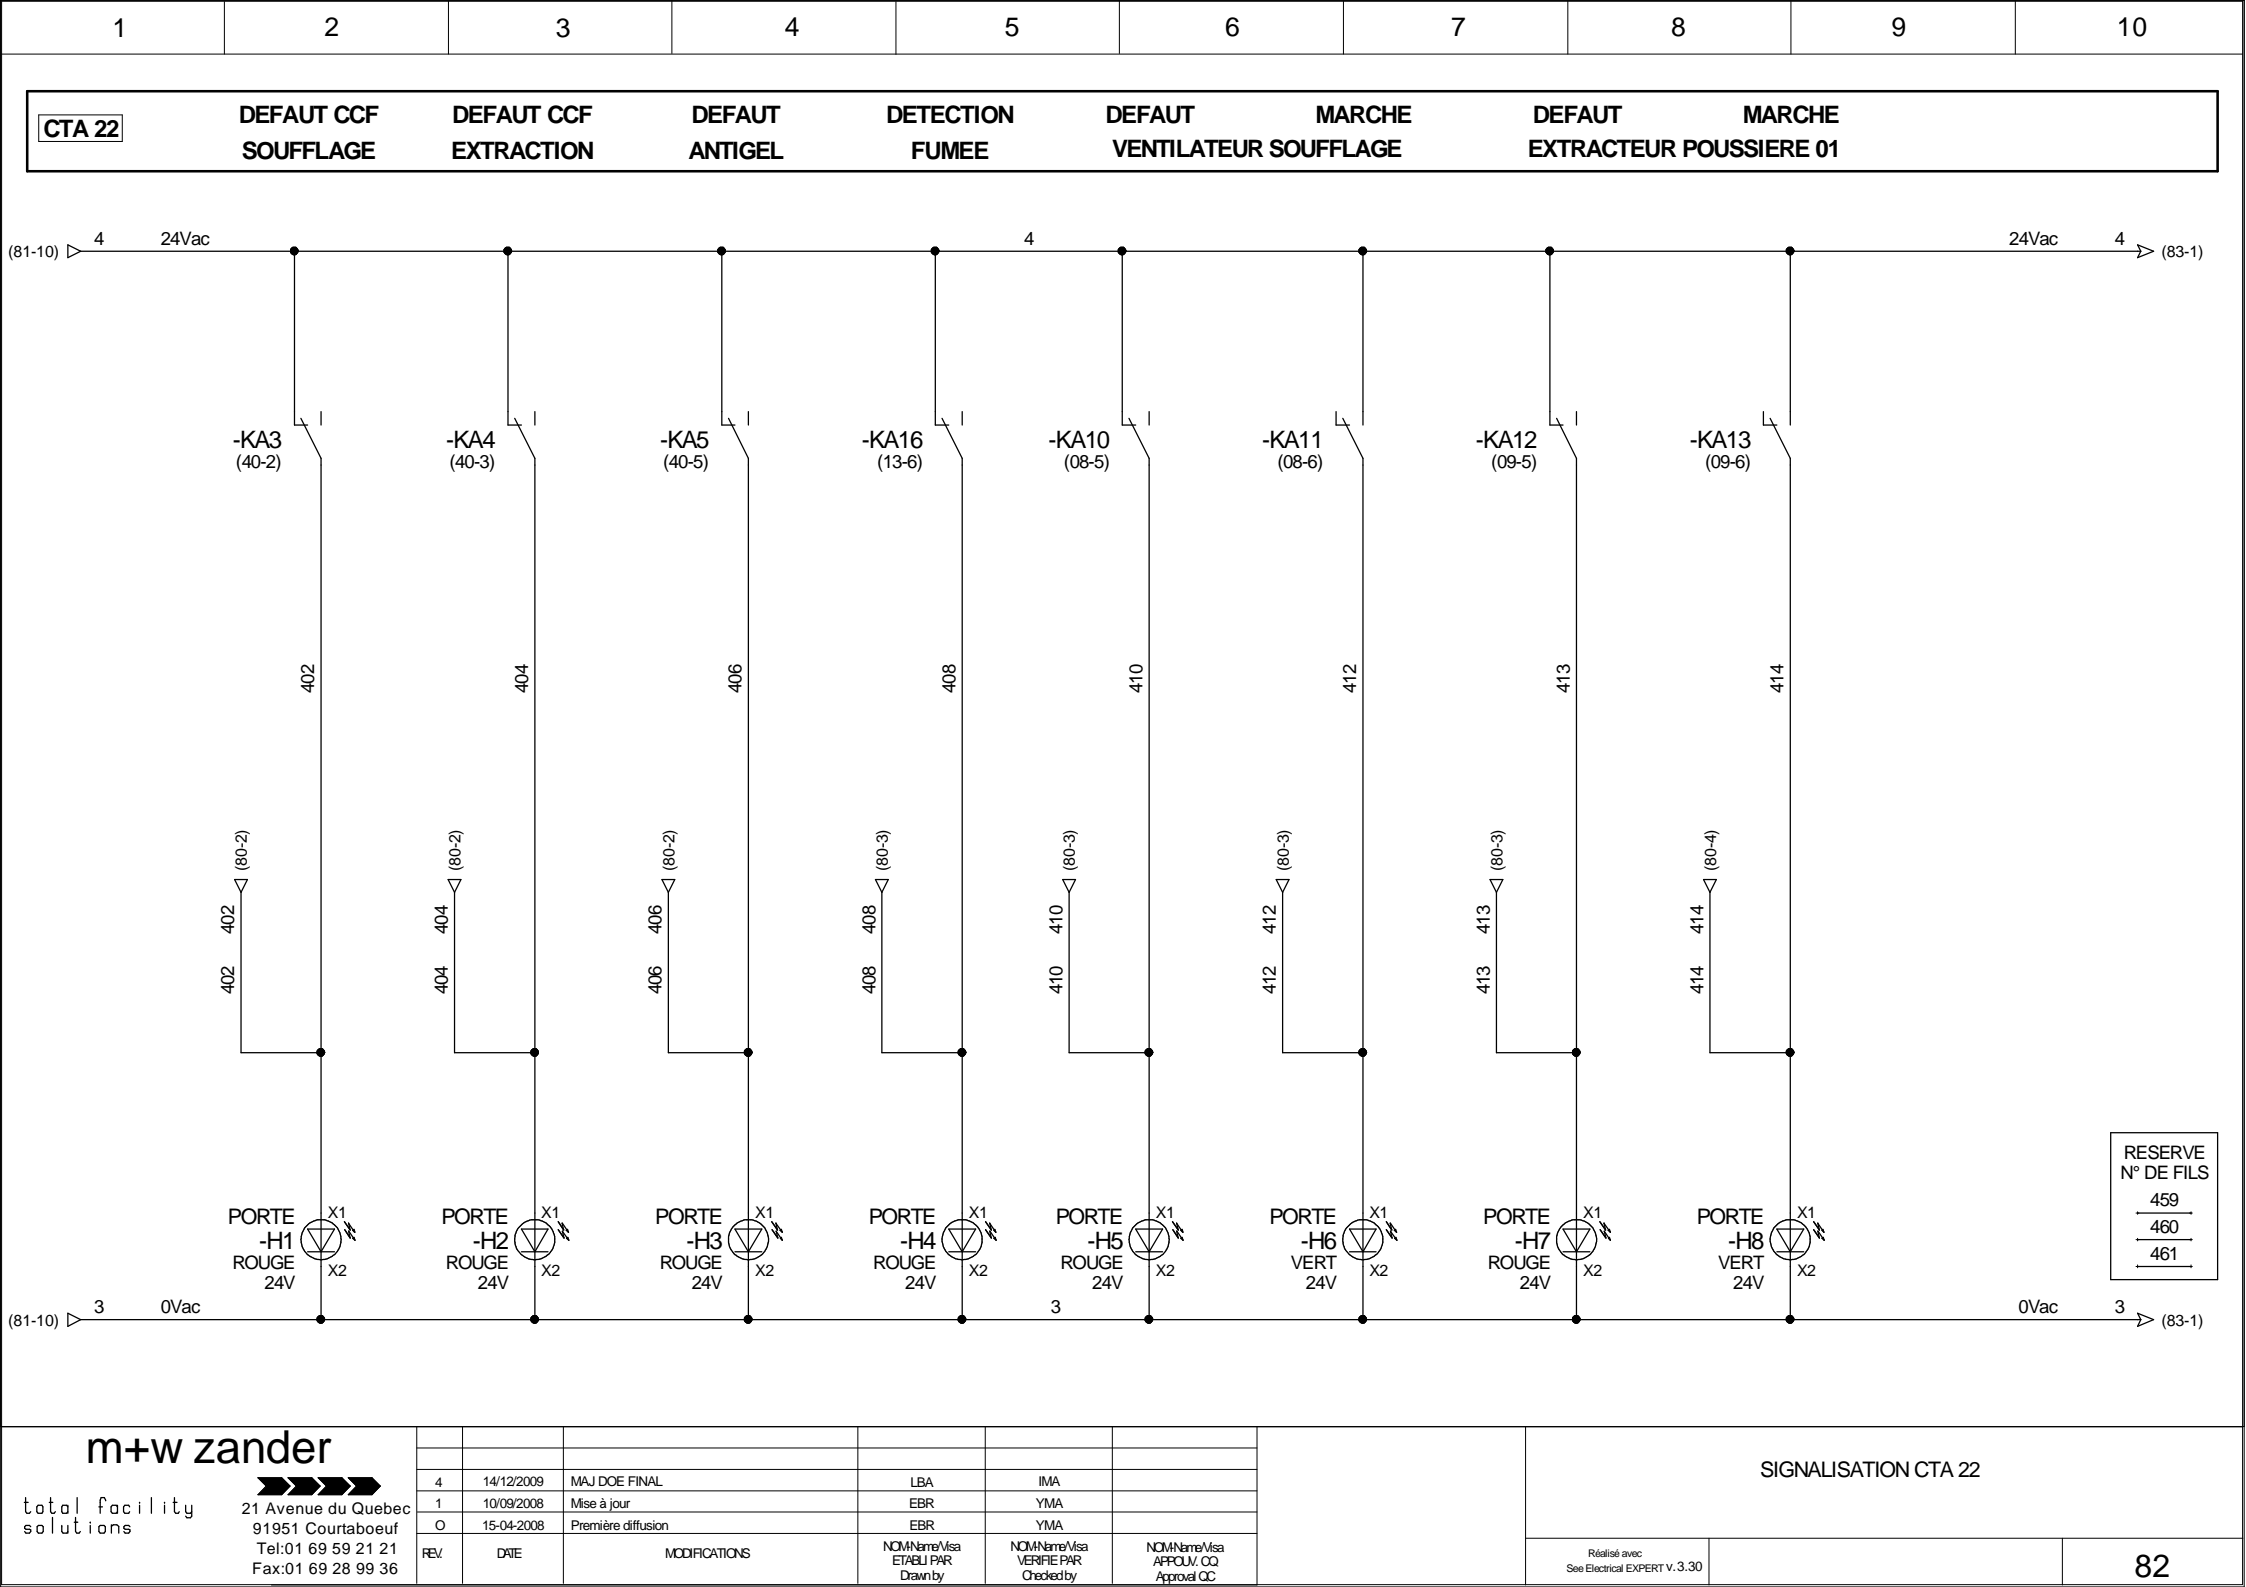 1 2 3 4 5 6 7 8 9 10
CTA 22
DEFAUT CCF
SOUFFLAGE
DEFAUT CCF
EXTRACTION
DEFAUT
ANTIGEL
DETECTION
FUMEE
DEFAUT MARCHE
VENTILATEUR SOUFFLAGE
DEFAUT MARCHE
EXTRACTEUR POUSSIERE 01
(81-10) 4 24Vac 4 24Vac 4 (83-1)
-KA3
(40-2)
-KA4
(40-3)
-KA5
(40-5)
-KA16
(13-6)
-KA10
(08-5)
-KA11
(08-6)
-KA12
(09-5)
-KA13
(09-6)
402 404 406 408 410 412 413 414
(80-2) (80-2) (80-2) (80-3) (80-3) (80-3) (80-3) (80-4)
402 404 406 408 410 412 413 414
402 404 406 408 410 412 413 414
RESERVE
N° DE FILS
459
460
461
PORTE X1
-H1
ROUGE X2
24V
PORTE X1
-H2
ROUGE X2
24V
PORTE X1
-H3
ROUGE X2
24V
PORTE X1
-H4
ROUGE X2
24V
PORTE X1
-H5
ROUGE X2
24V
PORTE X1
-H6
VERT X2
24V
PORTE X1
-H7
ROUGE X2
24V
PORTE X1
-H8
VERT X2
24V
(81-10) 3 0Vac 3 0Vac 3 (83-1)
m+w zander
total facility
solutions
21 Avenue du Quebec
91951 Courtaboeuf
Tel:01 69 59 21 21
Fax:01 69 28 99 36
4 14/12/2009 MAJ DOE FINAL LBA IMA
1 10/09/2008 Mise à jour EBR YMA
O 15-04-2008 Première diffusion EBR YMA
REV. DATE MODIFICATIONS
NOM-Name/Visa
ETABLI PAR
Drawn by
NOM-Name/Visa
VERIFIE PAR
Checked by
NOM-Name/Visa
APPOUV. CQ
Approval QC
SIGNALISATION CTA 22
Réalisé avec
See Electrical EXPERT V. 3.30
82